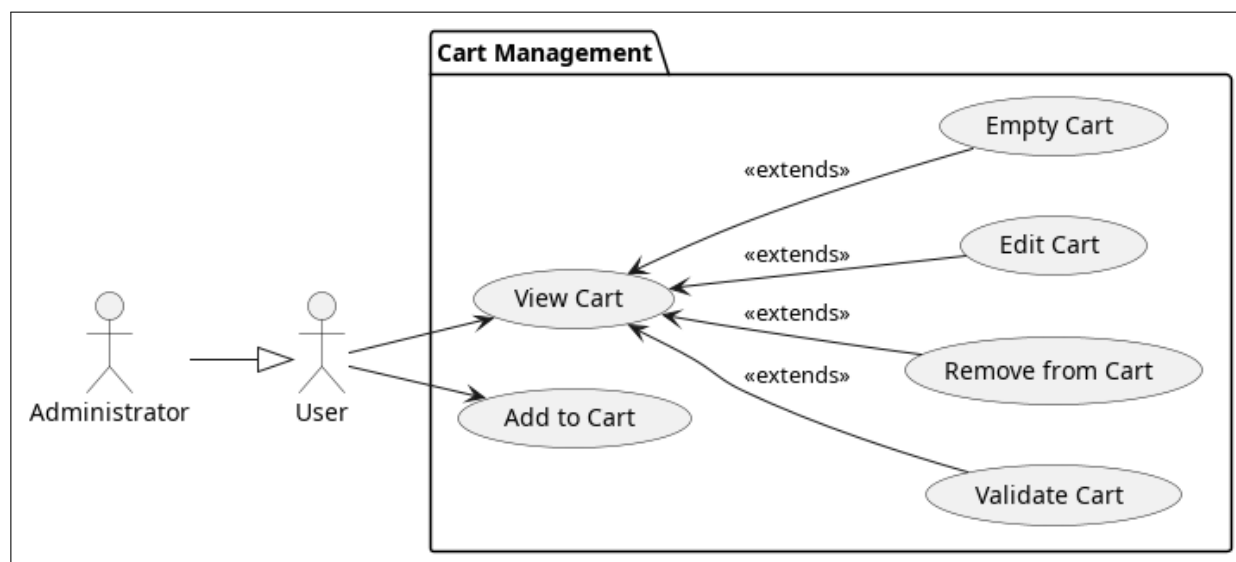 Cart Management
Empty Cart
«extends»
Edit Cart
«extends»
View Cart
«extends»
Remove from Cart
«extends»
Administrator
User
Add to Cart
Validate Cart